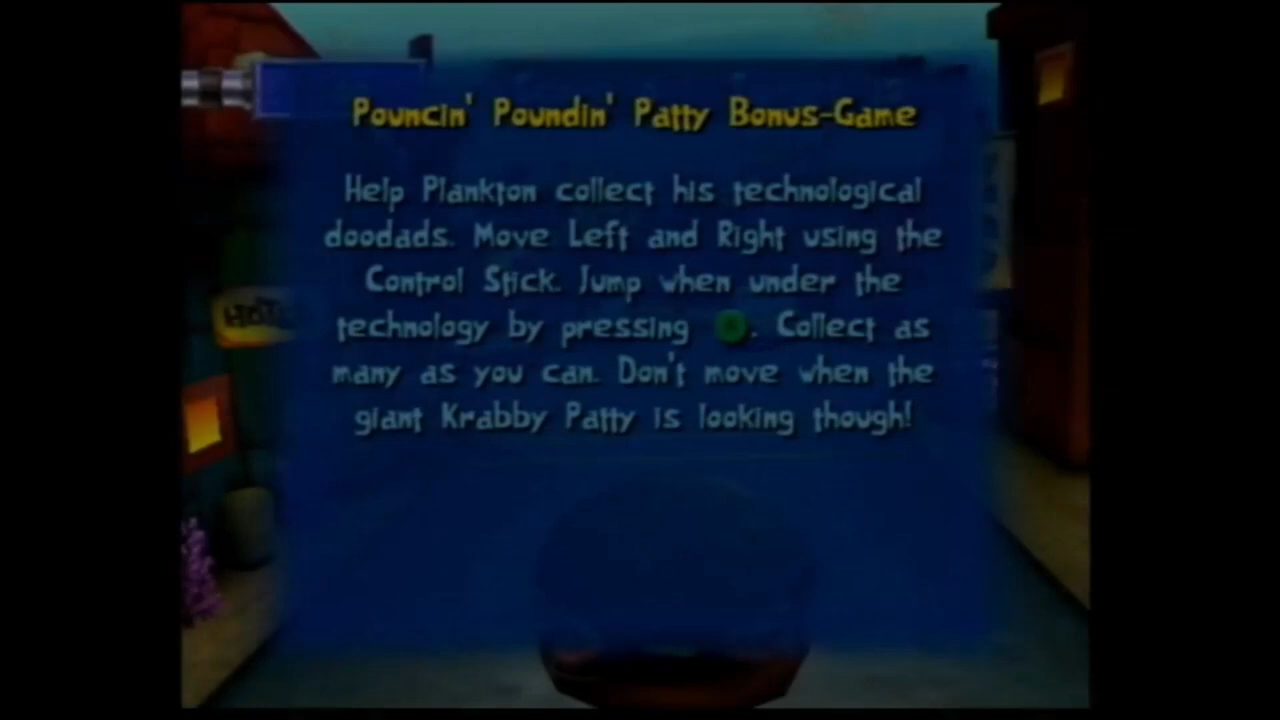 Pouncin' Poundin' Patty Bonus-Game
Help Plankton collect his technological
doodads. Move Left and Right using the
Control Stick. Jump when under the
technology by pressing A. Collect as
many as you can. Don't move when the
giant Krabby Patty is looking though!